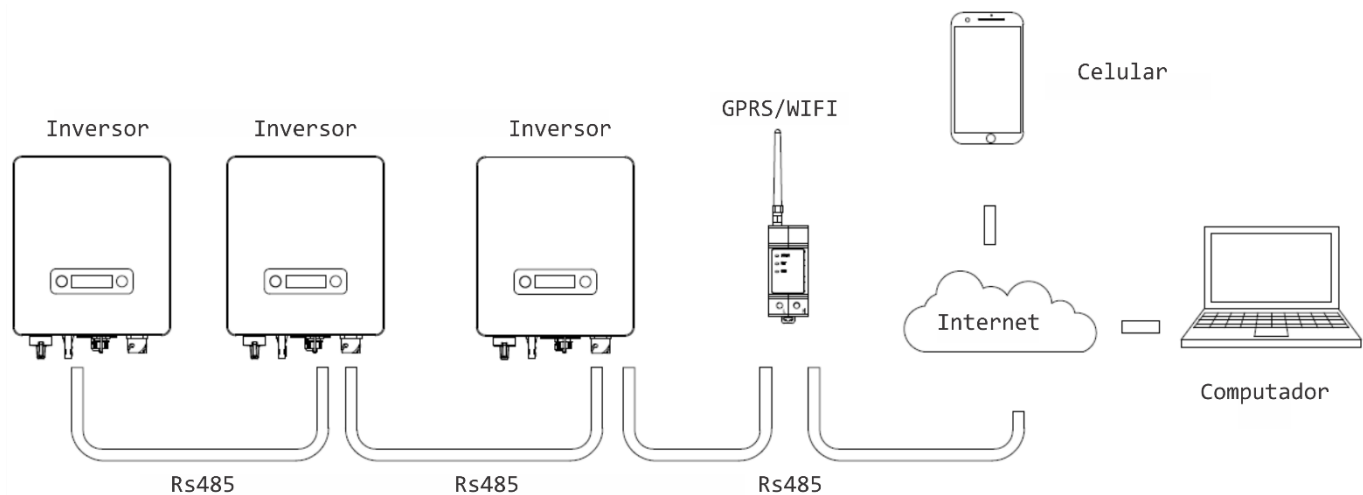 Celular
GPRS/WIFI
Inversor
Inversor
Inversor
Internet
Computador
Rs485
Rs485
Rs485